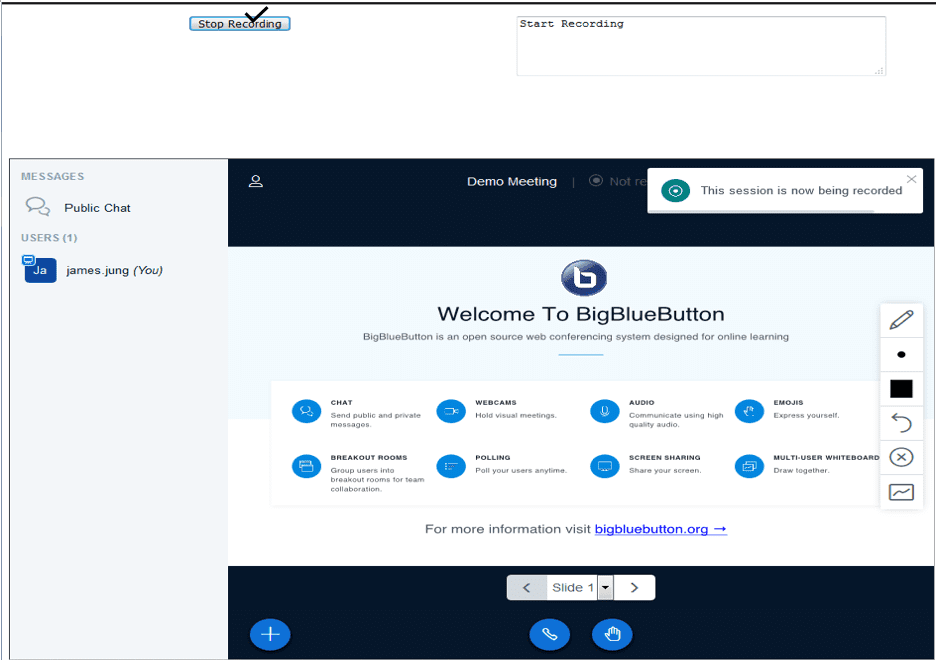 Stop Recording
Start Recording
MESSAGES
Public Chat
USERS (1)
Ja
james.jung (You)
Demo Meeting | Not re
This session is now being recorded
Welcome To BigBlueButton
BigBlueButton is an open source web conferencing system designed for online learning
CHAT
Send public and private
messages.
WEBCAMS
Hold visual meetings.
AUDIO
Communicate using high
quality audio.
EMOJIS
Express yourself.
BREAKOUT ROOMS
Group users into
breakout rooms for team
collaboration.
POLLING
Poll your users anytime.
SCREEN SHARING
Share your screen.
MULTI-USER WHITEBOARD
Draw together.
For more information visit bigbluebutton.org →
Slide 1